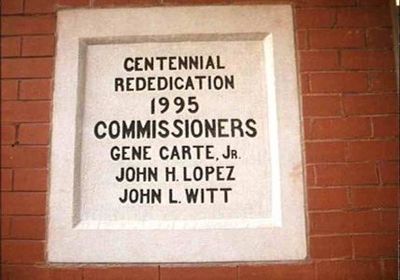 CENTENNIAL
REDEDICATION
1995
COMMISSIONERS
GENE CARTE, JR.
JOHN H. LOPEZ
JOHN L. WITT